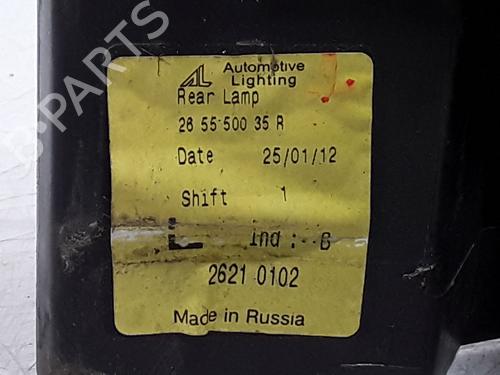 AL Automotive
Lighting
Rear Lamp
26 55 500 35 R
Date 25/01/12
Shift 1
L Ind :- B
2621 0102
Made in Russia
B-PARTS